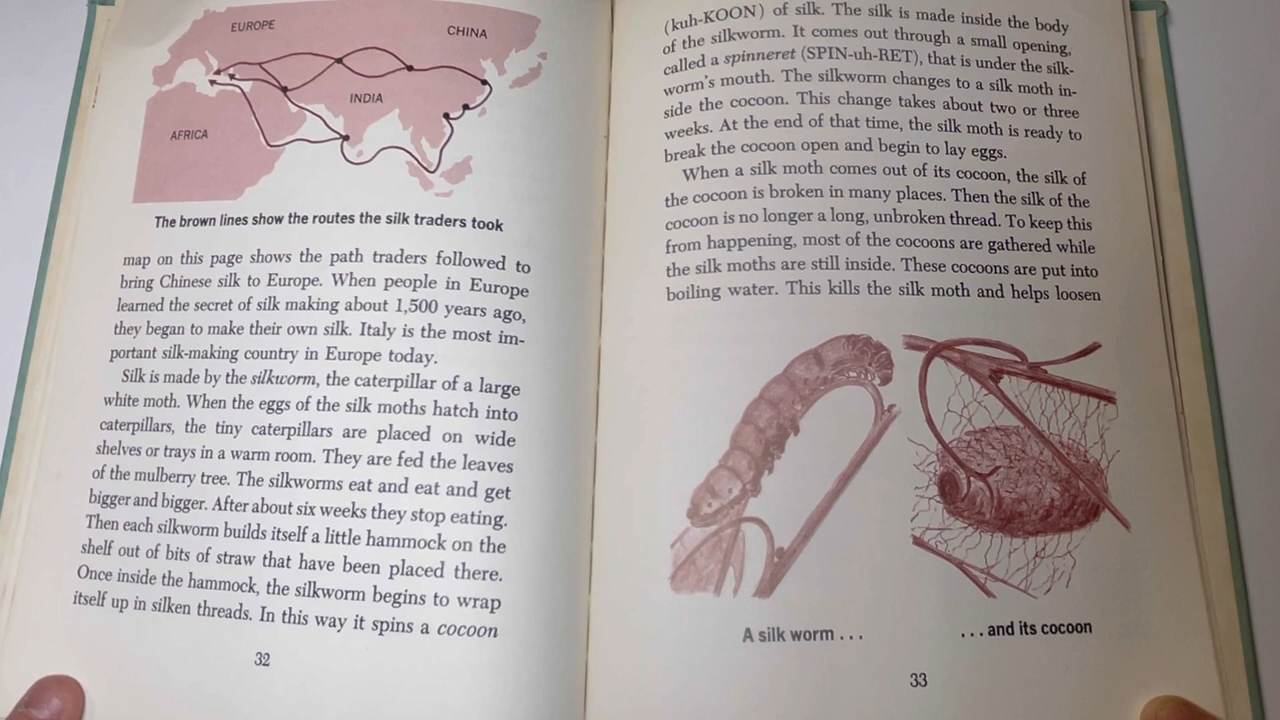 EUROPE
CHINA
INDIA
AFRICA
The brown lines show the routes the silk traders took
map on this page shows the path traders followed to
bring Chinese silk to Europe. When people in Europe
learned the secret of silk making about 1,500 years ago,
they began to make their own silk. Italy is the most im-
portant silk-making country in Europe today.
Silk is made by the silkworm, the caterpillar of a large
white moth. When the eggs of the silk moths hatch into
caterpillars, the tiny caterpillars are placed on wide
shelves or trays in a warm room. They are fed the leaves
of the mulberry tree. The silkworms eat and eat and get
bigger and bigger. After about six weeks they stop eating.
Then each silkworm builds itself a little hammock on the
shelf out of bits of straw that have been placed there.
Once inside the hammock, the silkworm begins to wrap
itself up in silken threads. In this way it spins a cocoon
32
(kuh-KOON) of silk. The silk is made inside the body
of the silkworm. It comes out through a small opening,
called a spinneret (SPIN-uh-RET), that is under the silk-
worm's mouth. The silkworm changes to a silk moth in-
side the cocoon. This change takes about two or three
weeks. At the end of that time, the silk moth is ready to
break the cocoon open and begin to lay eggs.
When a silk moth comes out of its cocoon, the silk of
the cocoon is broken in many places. Then the silk of the
cocoon is no longer a long, unbroken thread. To keep this
from happening, most of the cocoons are gathered while
the silk moths are still inside. These cocoons are put into
boiling water. This kills the silk moth and helps loosen
A silk worm . . .
. . . and its cocoon
33